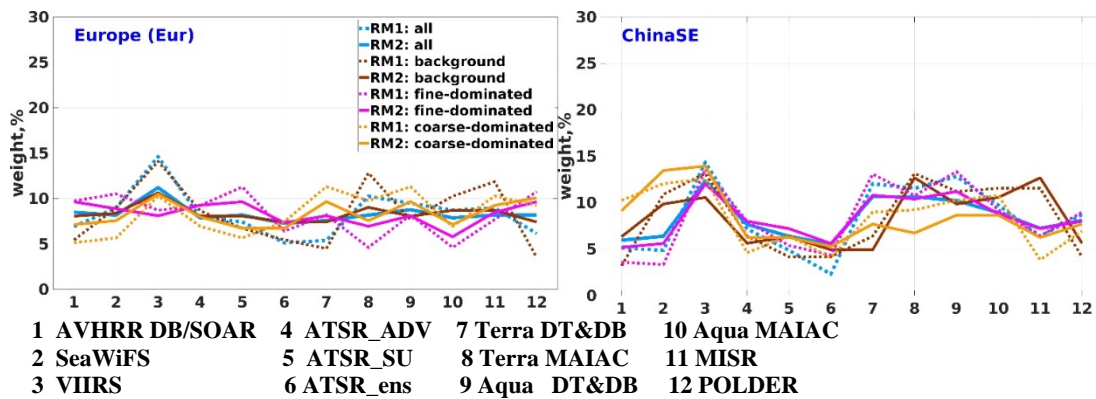 Europe (Eur)
RM1: all
RM2: all
RM1: background
RM2: background
RM1: fine-dominated
RM2: fine-dominated
RM1: coarse-dominated
RM2: coarse-dominated
weight,%
30
25
20
15
10
5
0
1 2 3 4 5 6 7 8 9 10 11 12
ChinaSE
weight,%
30
25
20
15
10
5
0
1 2 3 4 5 6 7 8 9 10 11 12
1 AVHRR DB/SOAR 4 ATSR_ADV 7 Terra DT&DB 10 Aqua MAIAC
2 SeaWiFS 5 ATSR_SU 8 Terra MAIAC 11 MISR
3 VIIRS 6 ATSR_ens 9 Aqua DT&DB 12 POLDER